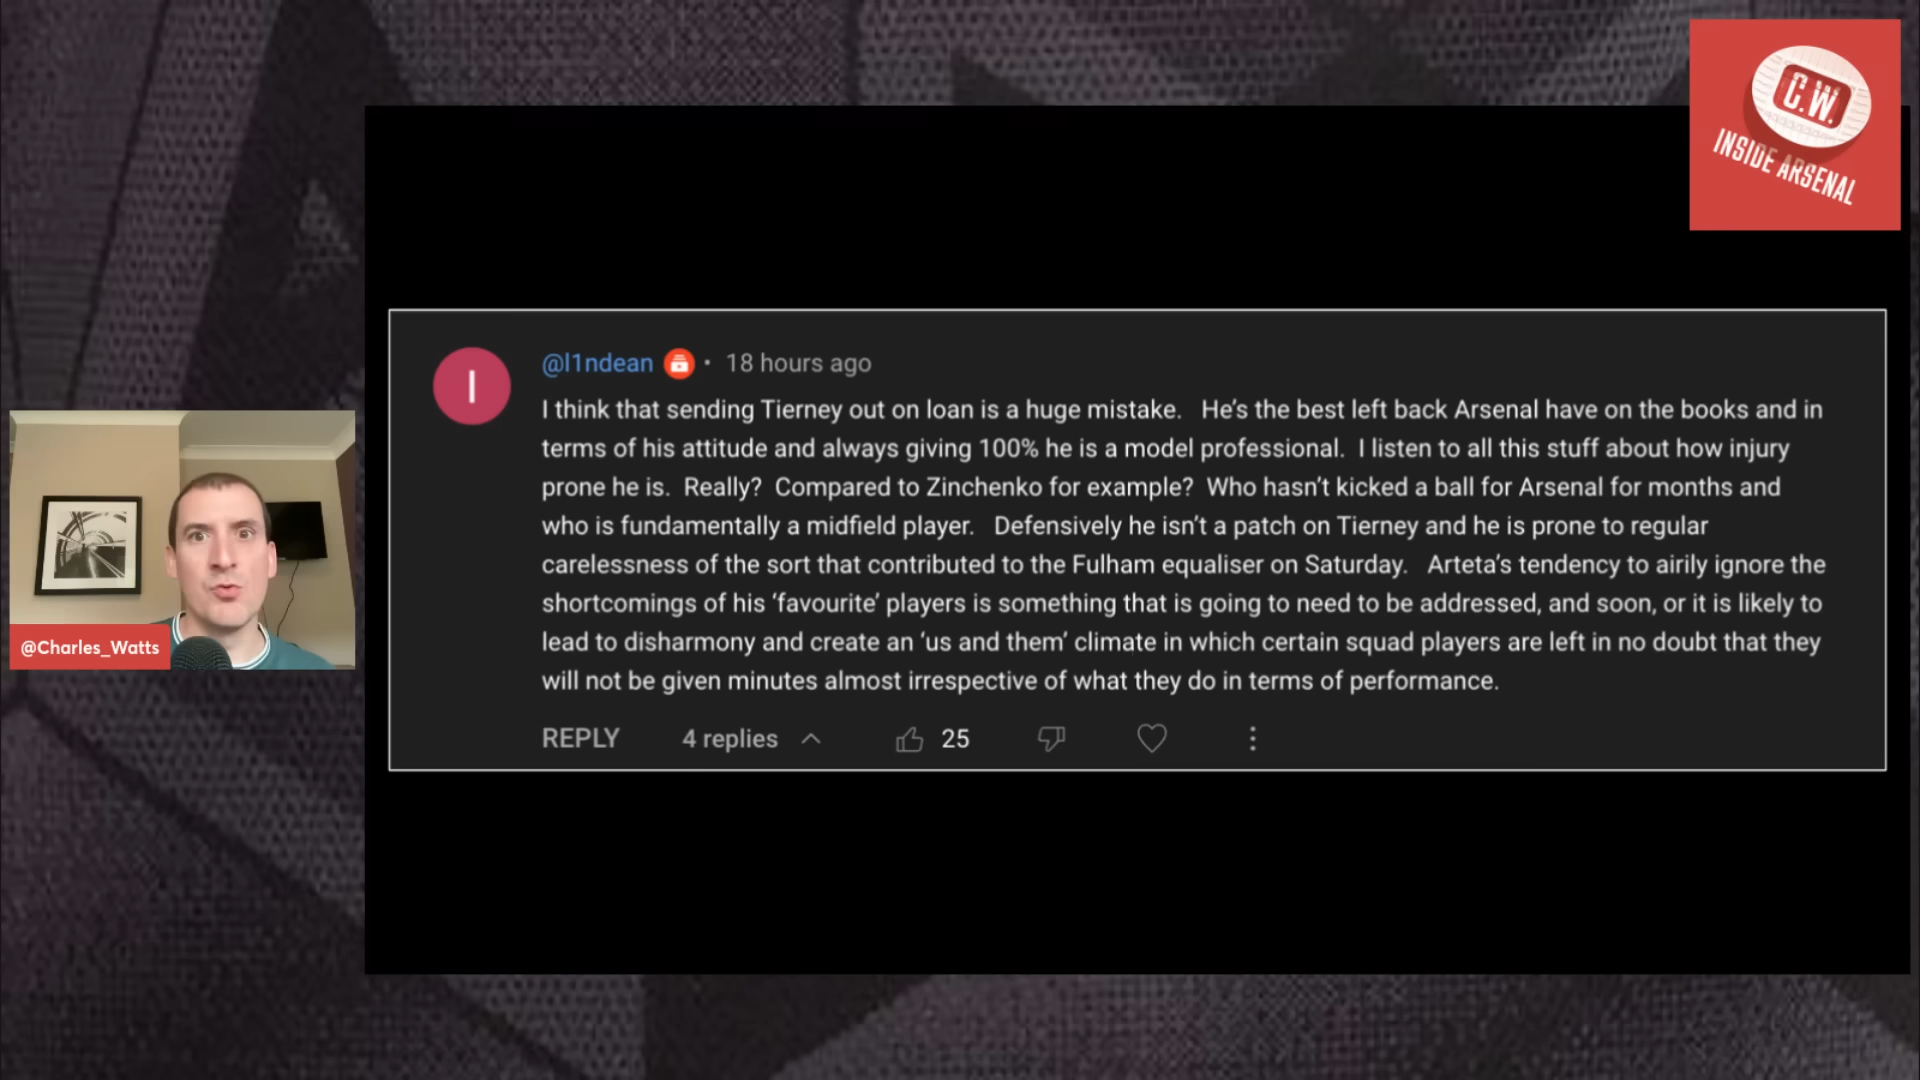 C.W.
INSIDE ARSENAL
I
@l1ndean • 18 hours ago
I think that sending Tierney out on loan is a huge mistake.   He’s the best left back Arsenal have on the books and in
terms of his attitude and always giving 100% he is a model professional.  I listen to all this stuff about how injury
prone he is.  Really?  Compared to Zinchenko for example?  Who hasn’t kicked a ball for Arsenal for months and
who is fundamentally a midfield player.   Defensively he isn’t a patch on Tierney and he is prone to regular
carelessness of the sort that contributed to the Fulham equaliser on Saturday.   Arteta’s tendency to airily ignore the
shortcomings of his ‘favourite’ players is something that is going to need to be addressed, and soon, or it is likely to
lead to disharmony and create an ‘us and them’ climate in which certain squad players are left in no doubt that they
will not be given minutes almost irrespective of what they do in terms of performance.
REPLY 4 replies 25
@Charles_Watts